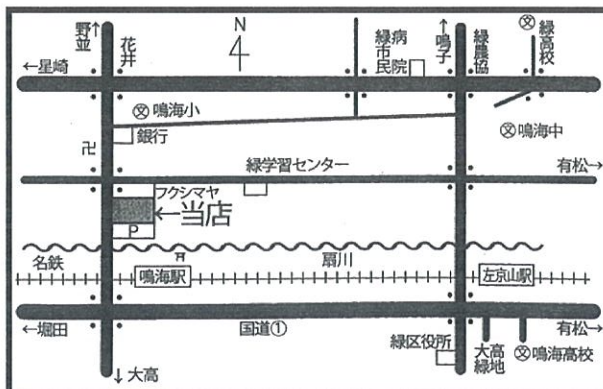 ↑野並
花井
N
緑市民病院
↑鳴子
緑農協
文
緑高校
←星崎
文鳴海小
文鳴海中
銀行
卍
緑学習センター
有松→
フクシマヤ
←当店
P
名鉄
扇川
鳴海駅
左京山駅
←堀田
国道①
有松→
緑区役所
大高緑地
文鳴海高校
↓大高